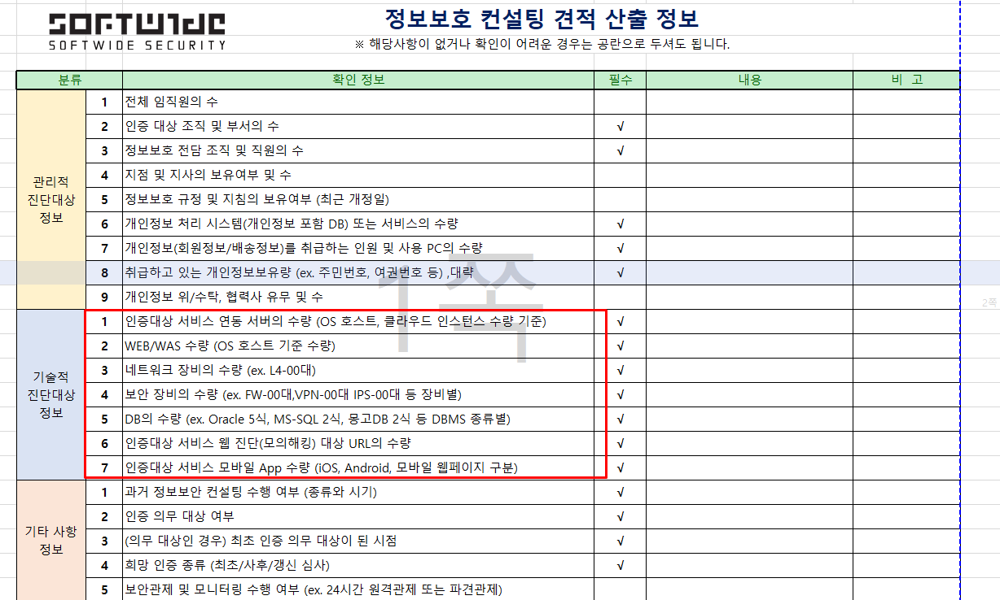 SOFTWIDE
SOFTWIDE SECURITY
정보보호 컨설팅 견적 산출 정보
※ 해당사항이 없거나 확인이 어려운 경우는 공란으로 두셔도 됩니다.
분류 확인 정보 필수 내용 비 고
관리적 진단대상 정보
1 전체 임직원의 수
2 인증 대상 조직 및 부서의 수 √
3 정보보호 전담 조직 및 직원의 수 √
4 지점 및 지사의 보유여부 및 수
5 정보보호 규정 및 지침의 보유여부 (최근 개정일)
6 개인정보 처리 시스템(개인정보 포함 DB) 또는 서비스의 수량 √
7 개인정보(회원정보/배송정보)를 취급하는 인원 및 사용 PC의 수량 √
8 취급하고 있는 개인정보보유량 (ex. 주민번호, 여권번호 등) ,대략 √
9 개인정보 위/수탁, 협력사 유무 및 수
1쪽
2쪽
기술적 진단대상 정보
1 인증대상 서비스 연동 서버의 수량 (OS 호스트, 클라우드 인스턴스 수량 기준) √
2 WEB/WAS 수량 (OS 호스트 기준 수량) √
3 네트워크 장비의 수량 (ex. L4-00대) √
4 보안 장비의 수량 (ex. FW-00대,VPN-00대 IPS-00대 등 장비별) √
5 DB의 수량 (ex. Oracle 5식, MS-SQL 2식, 몽고DB 2식 등 DBMS 종류별) √
6 인증대상 서비스 웹 진단(모의해킹) 대상 URL의 수량 √
7 인증대상 서비스 모바일 App 수량 (iOS, Android, 모바일 웹페이지 구분) √
기타 사항 정보
1 과거 정보보안 컨설팅 수행 여부 (종류와 시기) √
2 인증 의무 대상 여부 √
3 (의무 대상인 경우) 최초 인증 의무 대상이 된 시점 √
4 희망 인증 종류 (최초/사후/갱신 심사) √
5 보안관제 및 모니터링 수행 여부 (ex. 24시간 원격관제 또는 파견관제)